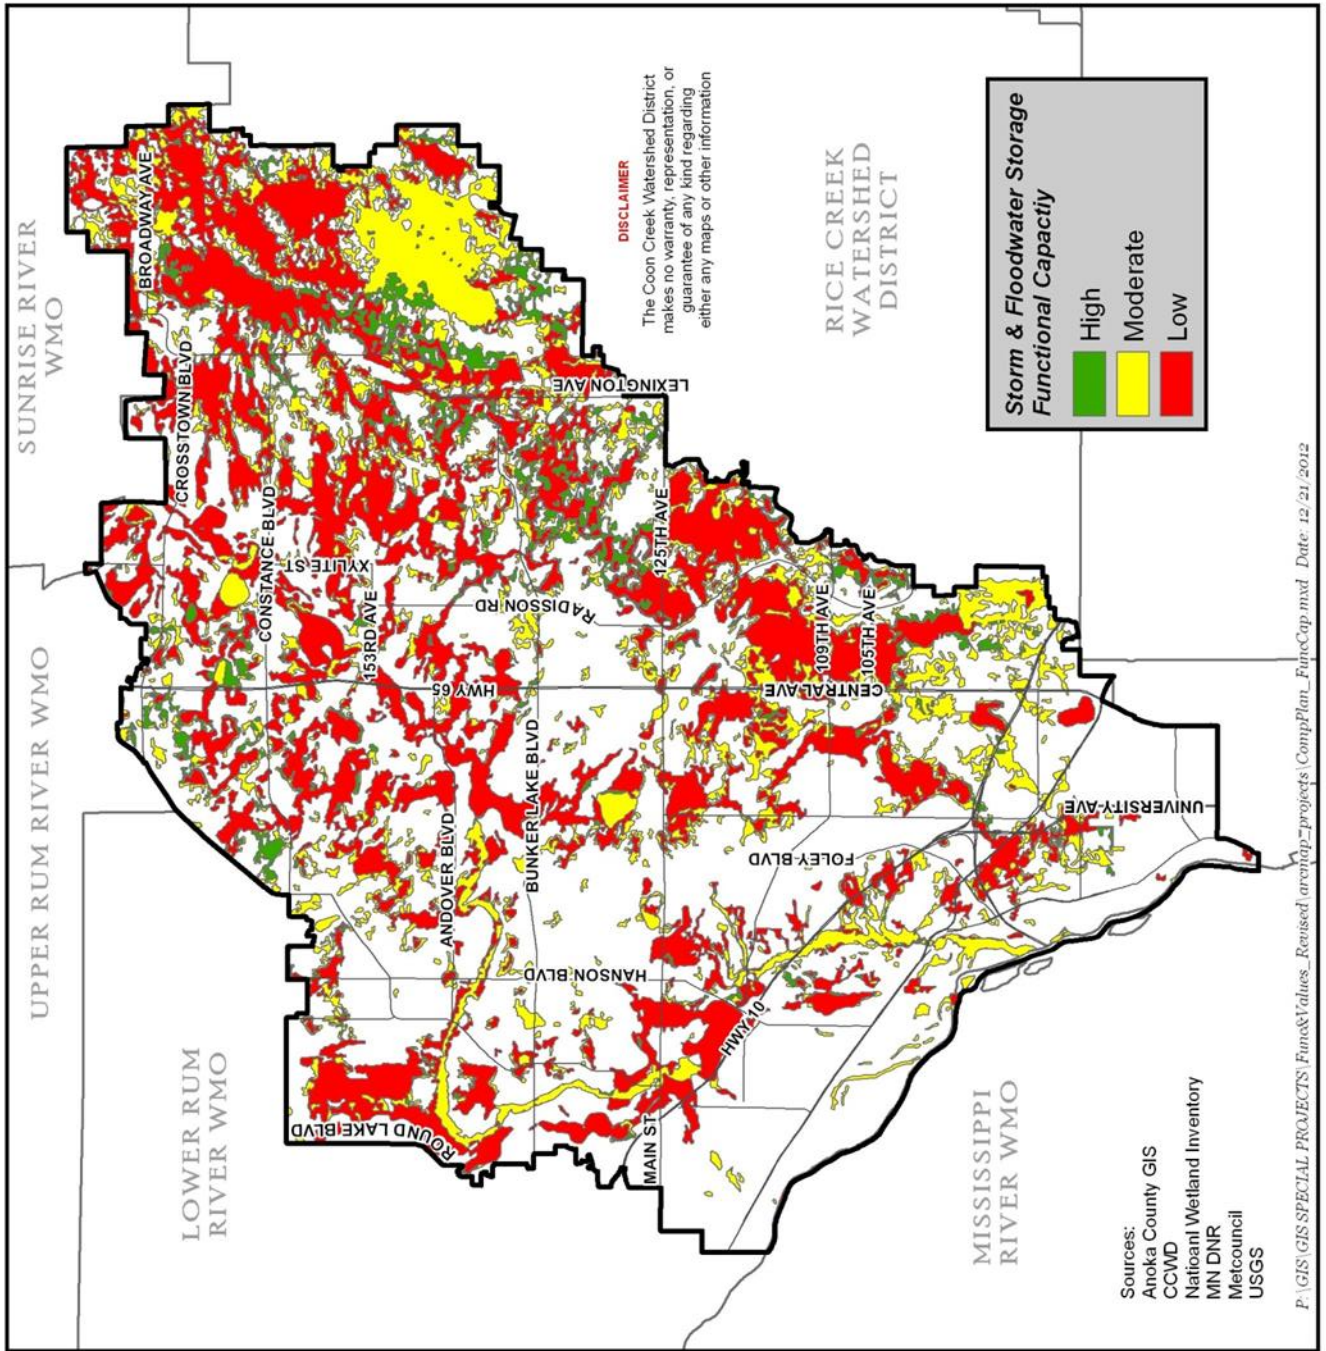 SUNRISE RIVER
WMO
UPPER RUM RIVER WMO
LOWER RUM
RIVER WMO
BROADWAY AVE
CROSSTOWN BLVD
CONSTANCE BLVD
XYLITE ST
153RD AVE
RADISSON RD
HWY 65
ANDOVER BLVD
BUNKER LAKE BLVD
HANSON BLVD
ROUND LAKE BLVD
MAIN ST
HWY 10
FOLEY BLVD
UNIVERSITY AVE
CENTRAL AVE
105TH AVE
109TH AVE
125TH AVE
LEXINGTON AVE
DISCLAIMER
The Coon Creek Watershed District
makes no warranty, representation, or
guarantee of any kind regarding
either any maps or other information
RICE CREEK
WATERSHED
DISTRICT
MISSISSIPPI
RIVER WMO
Storm & Floodwater Storage
Functional Capactiy
High
Moderate
Low
Sources:
Anoka County GIS
CCWD
Natioanl Wetland Inventory
MN DNR
Metcouncil
USGS
P:\GIS\GIS SPECIAL PROJECTS\Func&Values_Revised\arcmap_projects\CompPlan_FuncCap.mxd Date: 12/21/2012